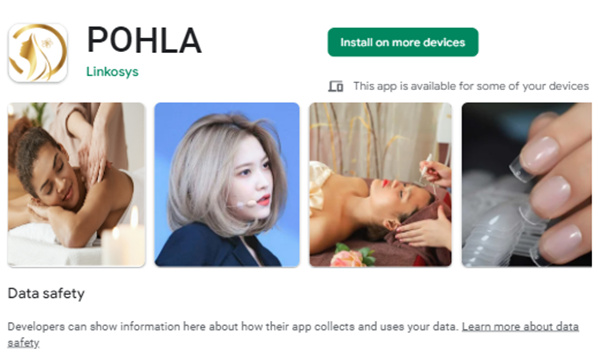 POHLA
Linkosys
Install on more devices
This app is available for some of your devices
Data safety
Developers can show information here about how their app collects and uses your data. Learn more about data
safety